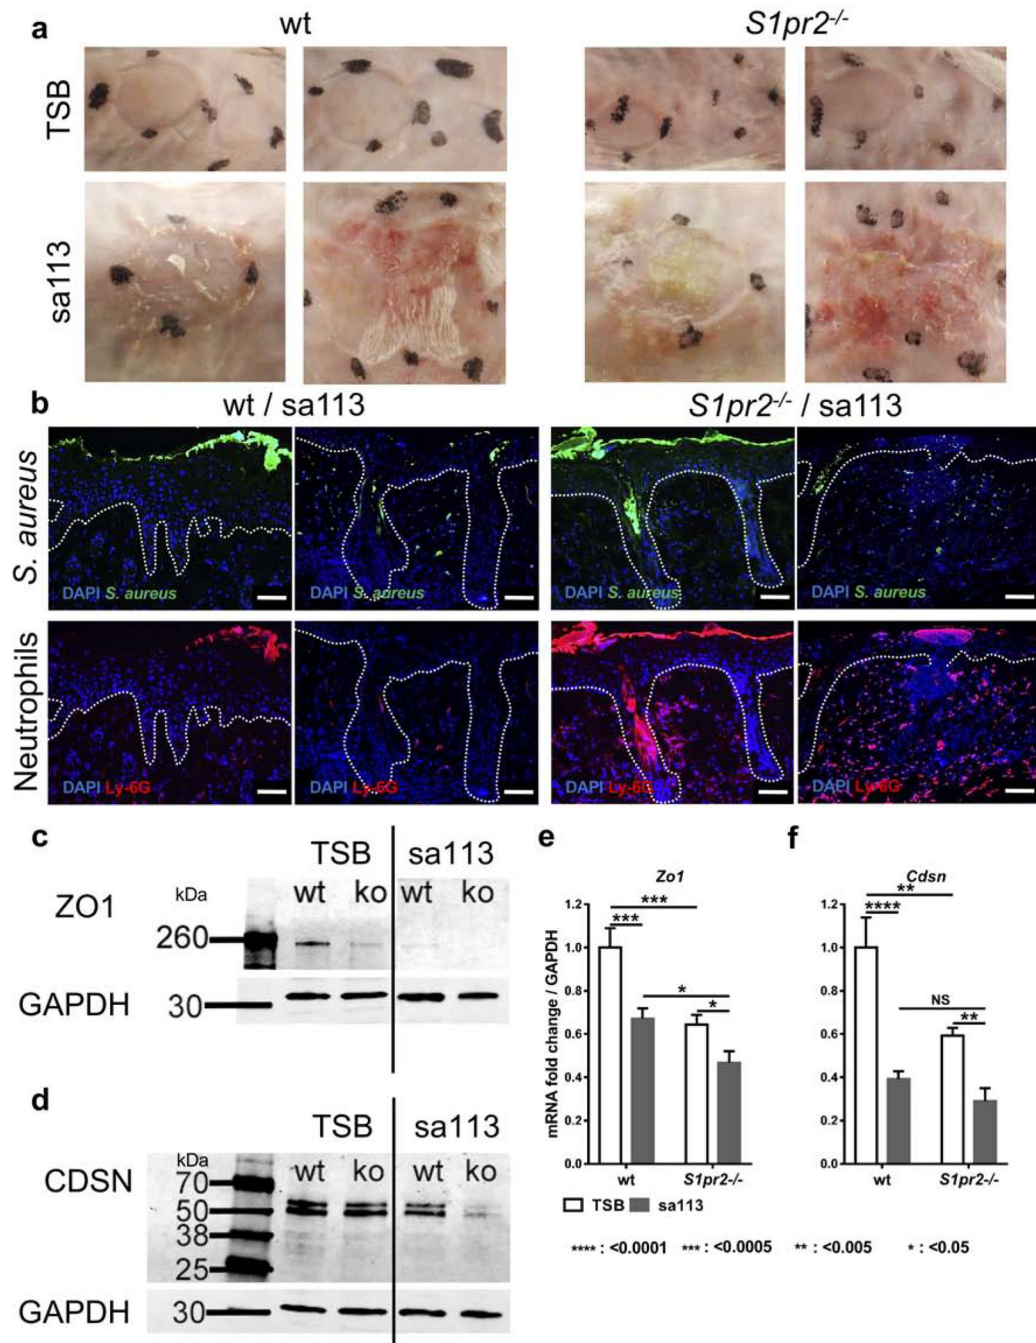 a
wt
S1pr2-/-
TSB
sa113
b
wt / sa113
S1pr2-/- / sa113
S. aureus
DAPI S. aureus
DAPI S. aureus
DAPI S. aureus
DAPI S. aureus
Neutrophils
DAPI Ly-6G
DAPI Ly-6G
DAPI Ly-6G
DAPI Ly-6G
c
TSB sa113
kDa wt ko wt ko
ZO1
260
GAPDH 30
d
TSB sa113
kDa wt ko wt ko
CDSN
70
50
38
25
GAPDH 30
e
Zo1
mRNA fold change / GAPDH
1.2
1.0
0.8
0.6
0.4
0.2
0.0
***
***
*
*
wt S1pr2-/-
TSB sa113
f
Cdsn
1.2
1.0
0.8
0.6
0.4
0.2
0.0
**
****
NS
**
wt S1pr2-/-
**** : <0.0001 *** : <0.0005 ** : <0.005 * : <0.05